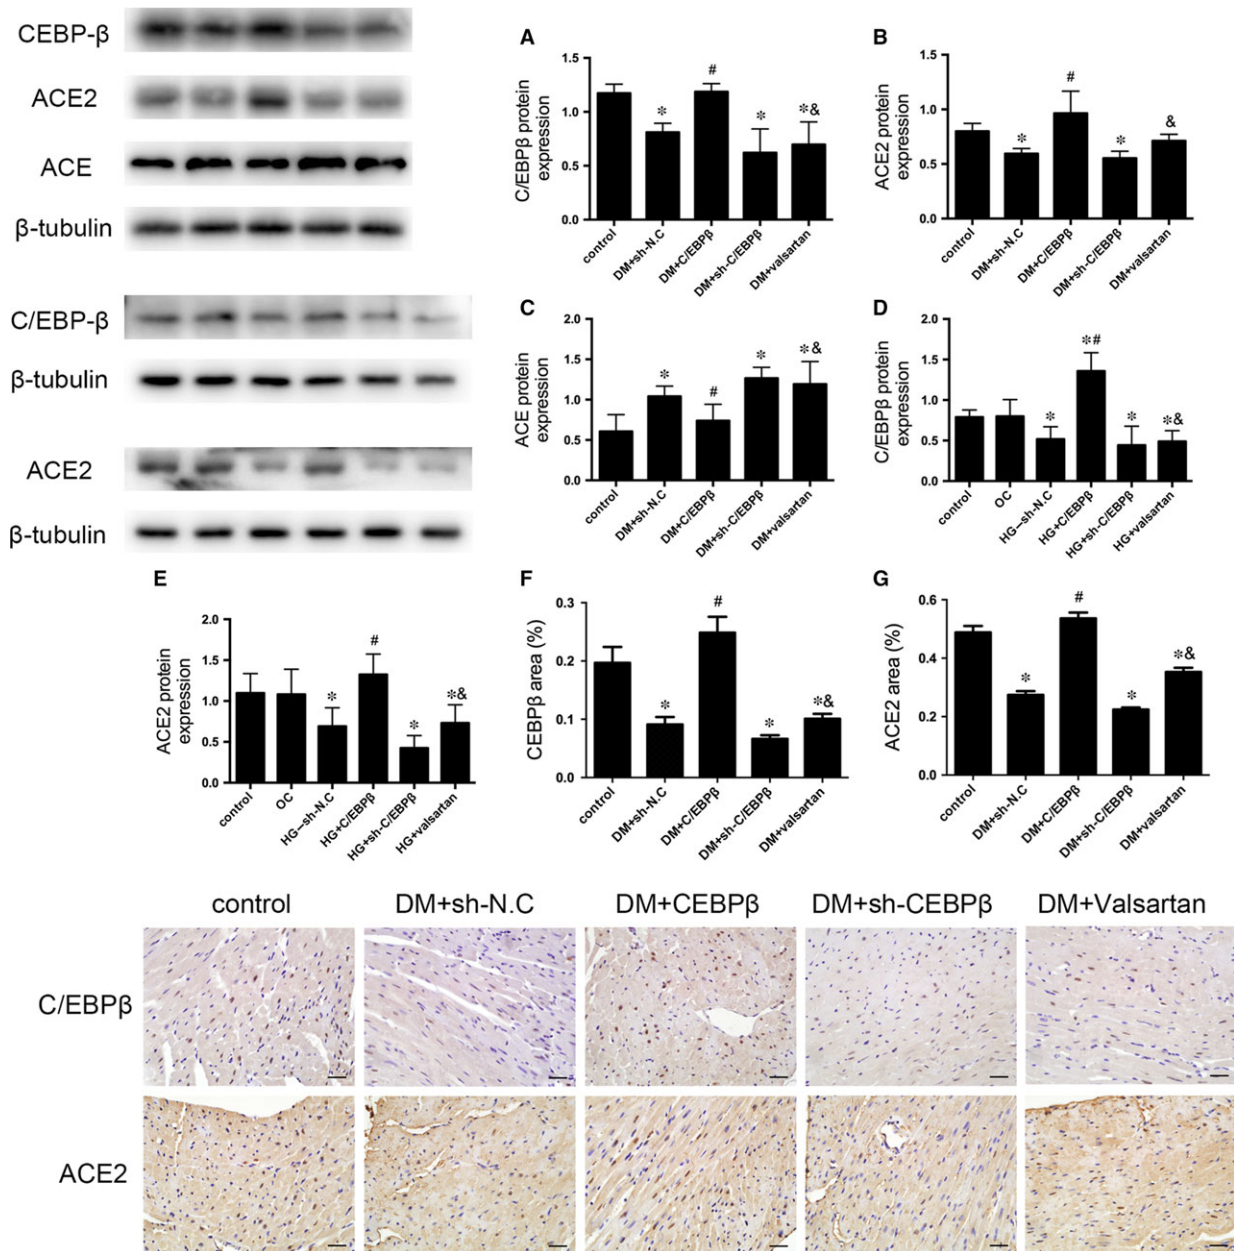 CEBP-β
ACE2
ACE
β-tubulin
C/EBP-β
β-tubulin
ACE2
β-tubulin
A
C/EBPβ protein
expression
1.5
1.0
0.5
0.0
*
#
*
*&
control
DM+sh-N.C
DM+C/EBPβ
DM+sh-C/EBPβ
DM+valsartan
B
ACE2 protein
expression
1.5
1.0
0.5
0.0
*
#
*
&
control
DM+sh-N.C
DM+C/EBPβ
DM+sh-C/EBPβ
DM+valsartan
C
ACE protein
expression
2.0
1.5
1.0
0.5
0.0
*
#
*
*&
control
DM+sh-N.C
DM+C/EBPβ
DM+sh-C/EBPβ
DM+valsartan
D
C/EBPβ protein
expression
2.0
1.5
1.0
0.5
0.0
*
*#
*
*&
control
OC
HG–sh-N.C
HG+C/EBPβ
HG+sh-C/EBPβ
HG+valsartan
E
ACE2 protein
expression
2.0
1.5
1.0
0.5
0.0
*
#
*
*&
control
OC
HG–sh-N.C
HG+C/EBPβ
HG+sh-C/EBPβ
HG+valsartan
F
CEBPβ area (%)
0.3
0.2
0.1
0.0
*
#
*
*&
control
DM+sh-N.C
DM+C/EBPβ
DM+sh-C/EBPβ
DM+valsartan
G
ACE2 area (%)
0.6
0.4
0.2
0.0
*
#
*
*&
control
DM+sh-N.C
DM+C/EBPβ
DM+sh-C/EBPβ
DM+valsartan
control DM+sh-N.C DM+CEBPβ DM+sh-CEBPβ DM+Valsartan
C/EBPβ
ACE2